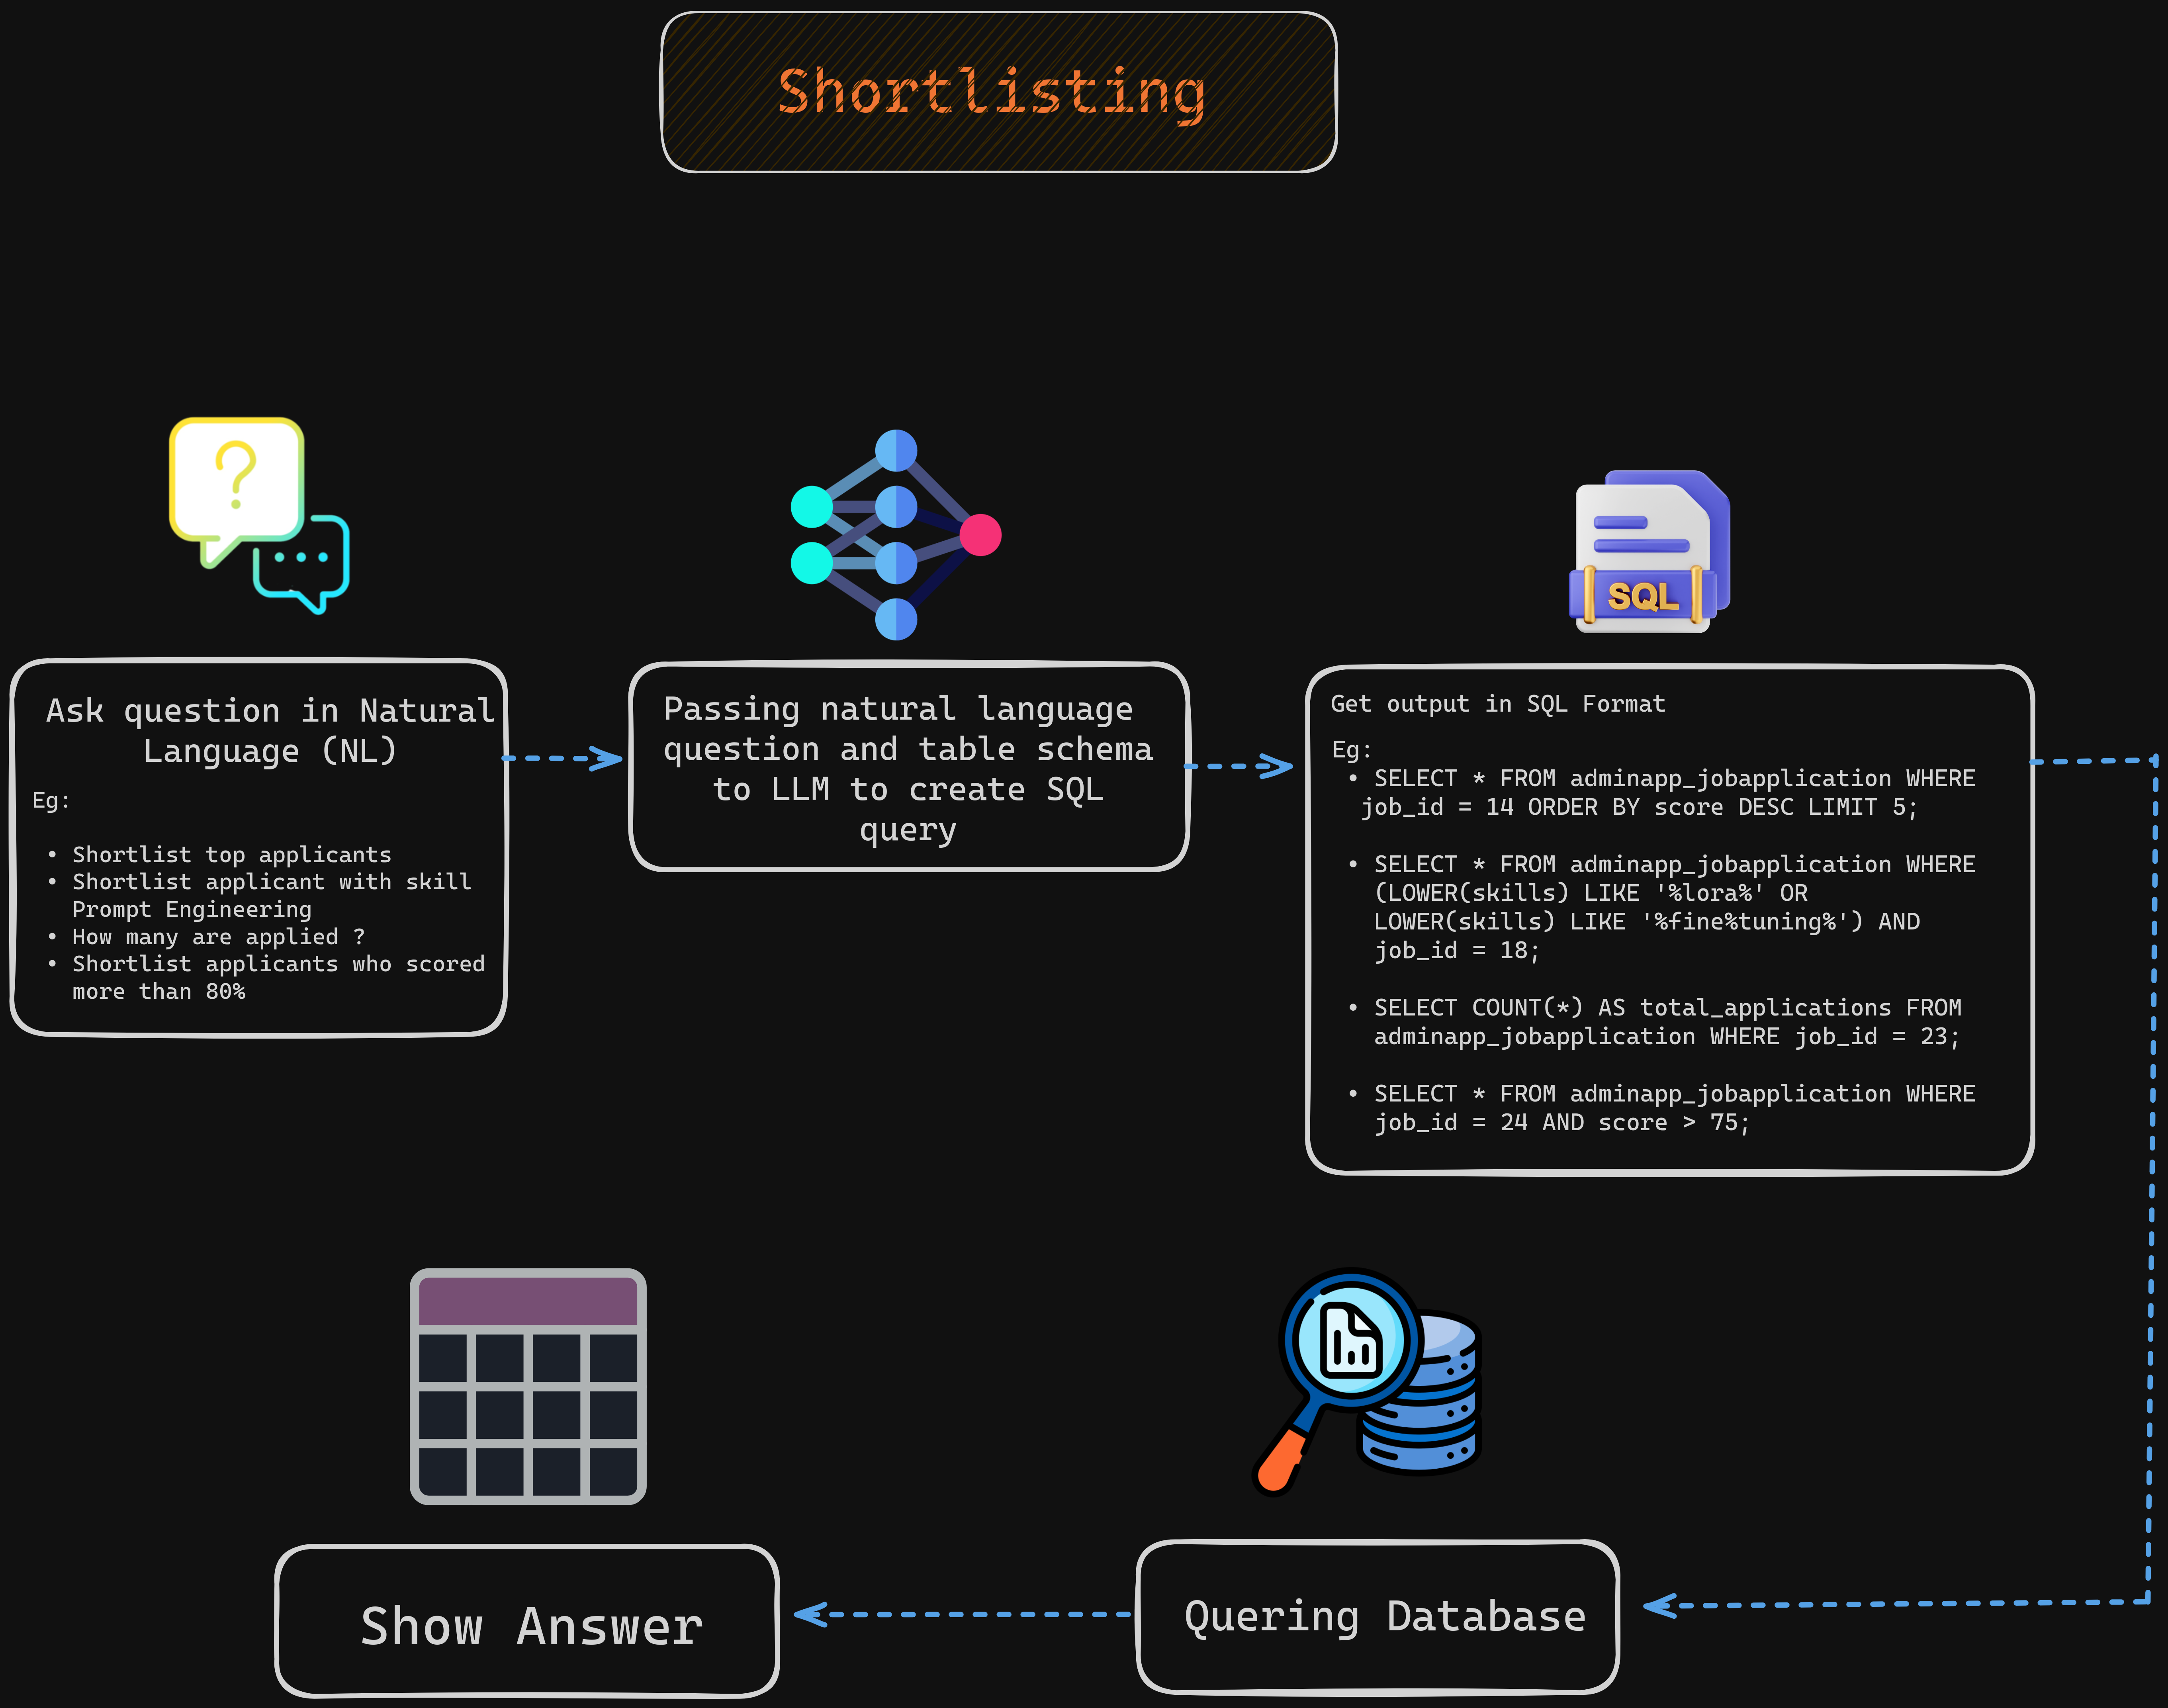 Shortlisting
Ask question in Natural
Language (NL)
Eg:
• Shortlist top applicants
• Shortlist applicant with skill
Prompt Engineering
• How many are applied ?
• Shortlist applicants who scored
more than 80%
Passing natural language
question and table schema
to LLM to create SQL
query
SQL
Get output in SQL Format
Eg:
• SELECT * FROM adminapp_jobapplication WHERE
job_id = 14 ORDER BY score DESC LIMIT 5;
• SELECT * FROM adminapp_jobapplication WHERE
(LOWER(skills) LIKE '%lora%' OR
LOWER(skills) LIKE '%fine%tuning%') AND
job_id = 18;
• SELECT COUNT(*) AS total_applications FROM
adminapp_jobapplication WHERE job_id = 23;
• SELECT * FROM adminapp_jobapplication WHERE
job_id = 24 AND score > 75;
Show Answer
Quering Database